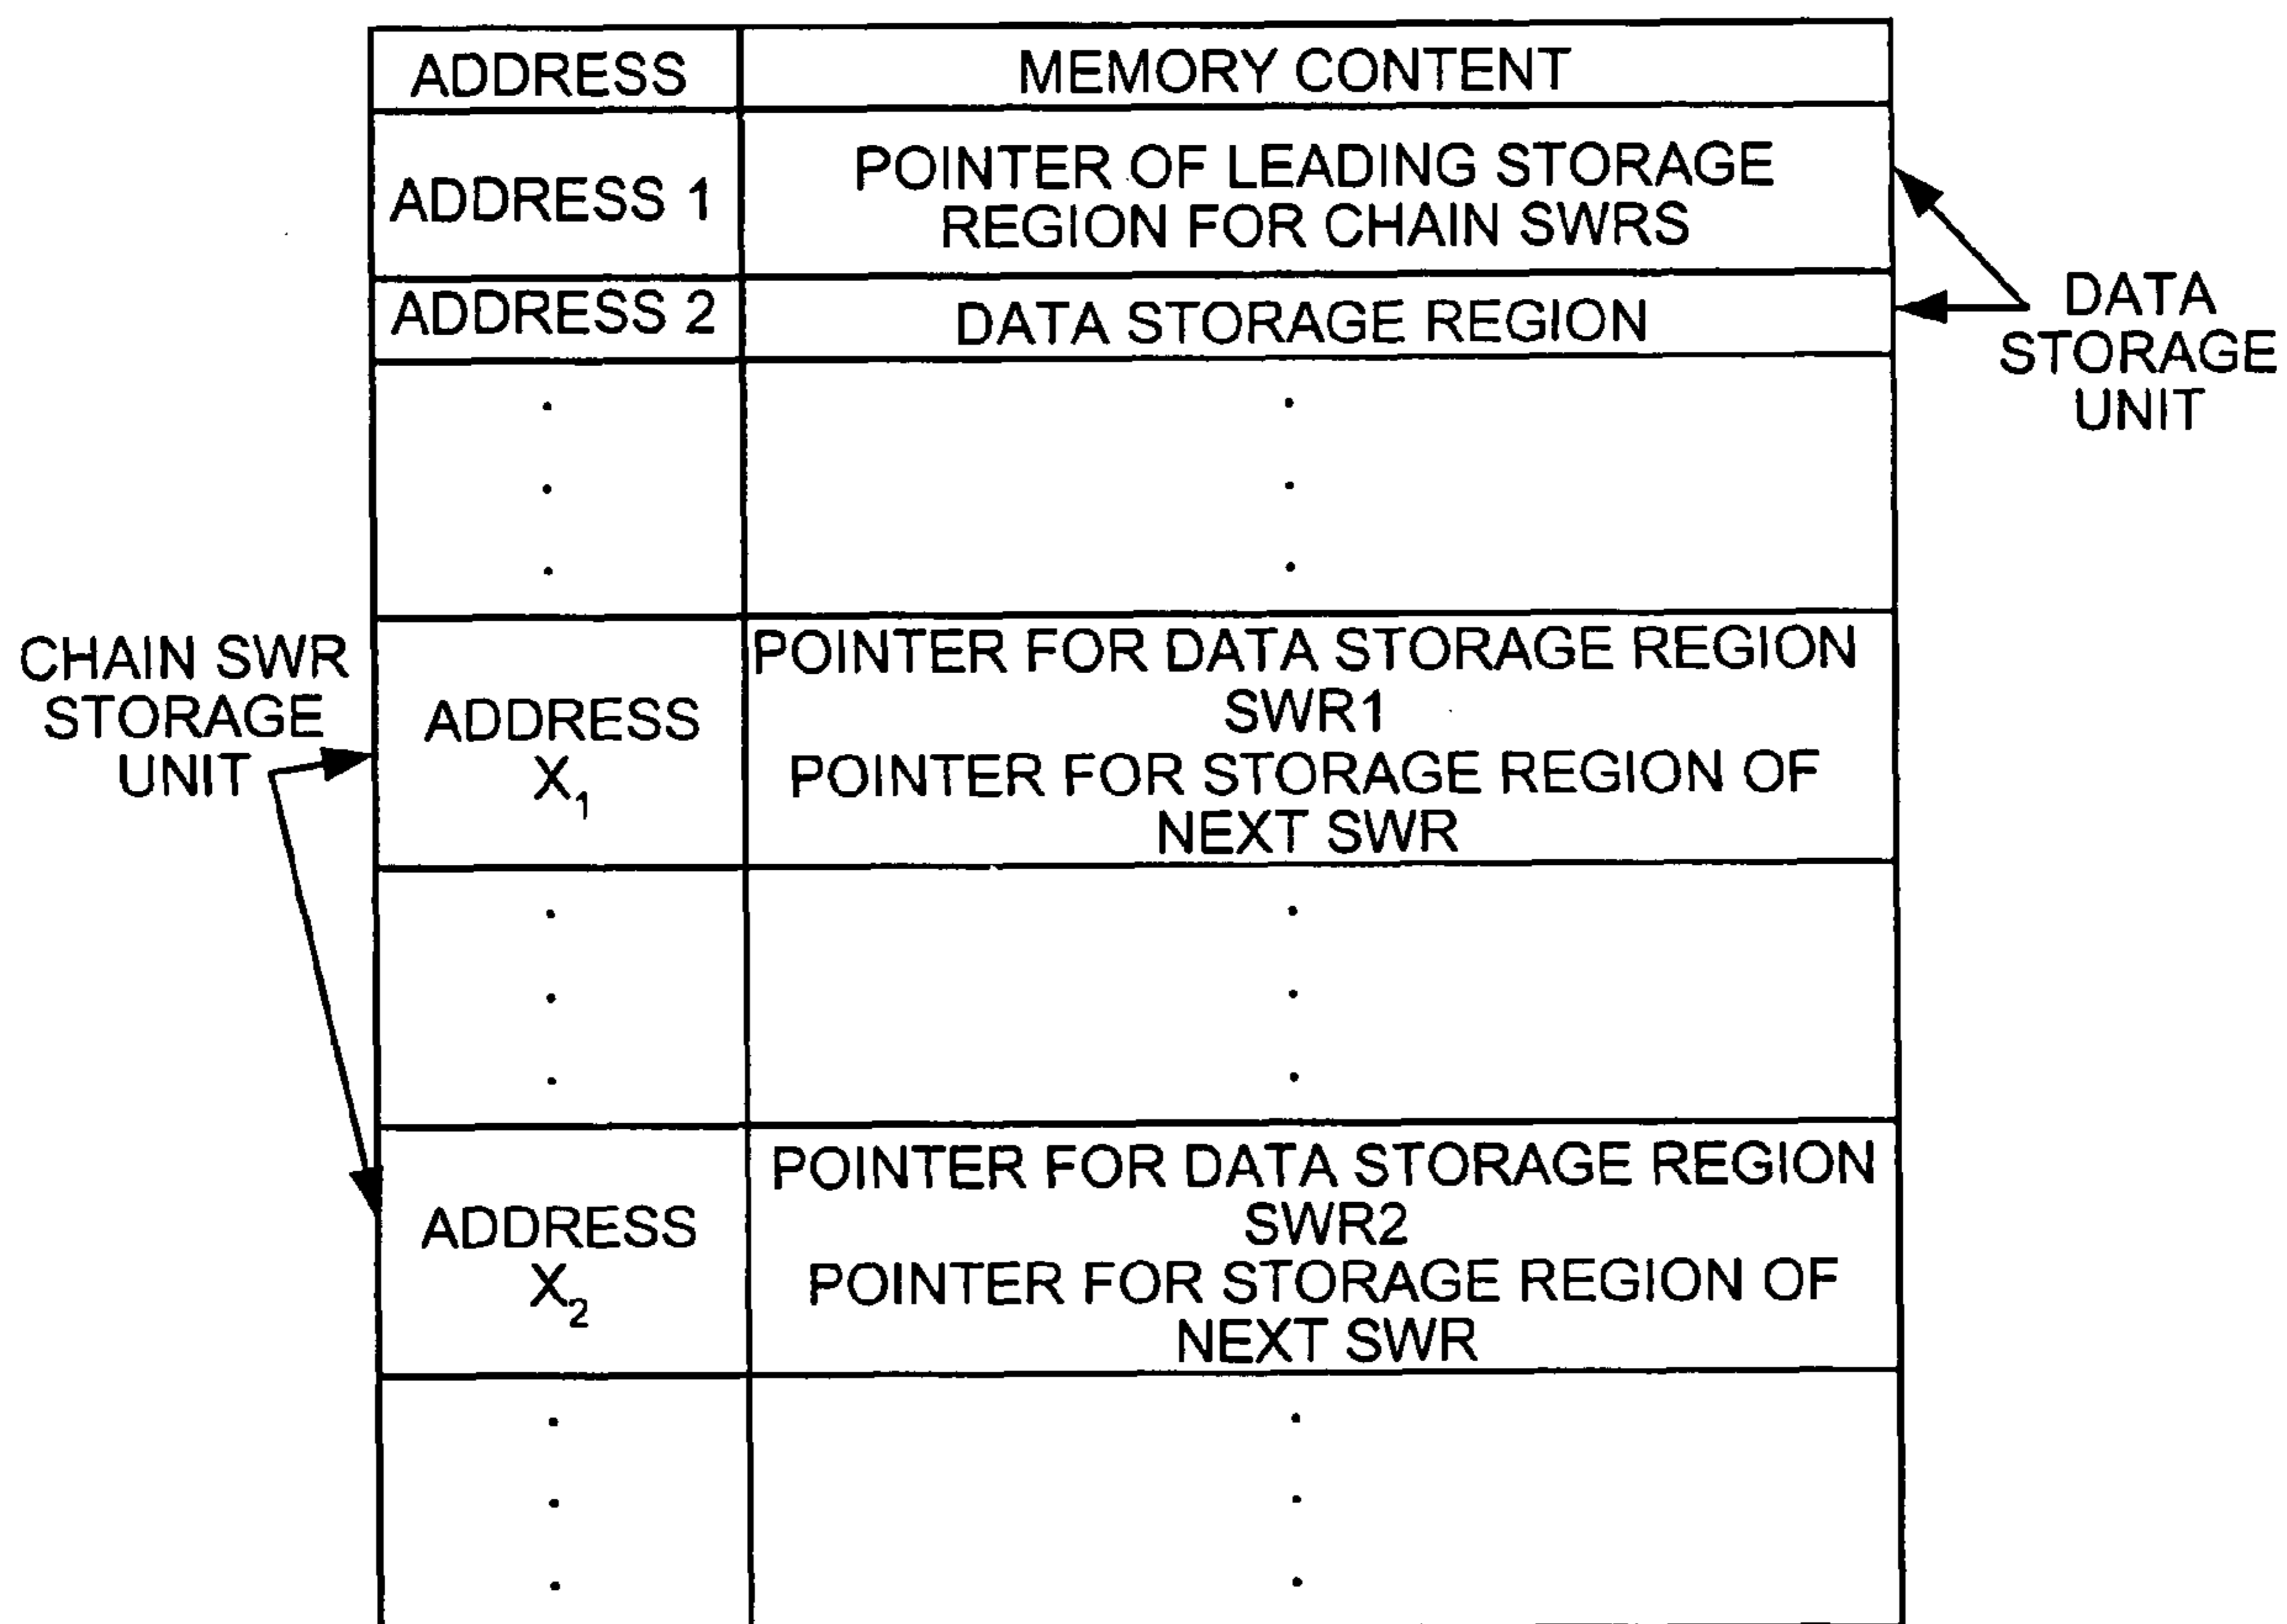 ADDRESS
MEMORY CONTENT
ADDRESS 1
POINTER OF LEADING STORAGE
REGION FOR CHAIN SWRS
ADDRESS 2
DATA STORAGE REGION
DATA
STORAGE
UNIT
CHAIN SWR
STORAGE
UNIT
ADDRESS
X₁
POINTER FOR DATA STORAGE REGION
SWR1
POINTER FOR STORAGE REGION OF
NEXT SWR
ADDRESS
X₂
POINTER FOR DATA STORAGE REGION
SWR2
POINTER FOR STORAGE REGION OF
NEXT SWR